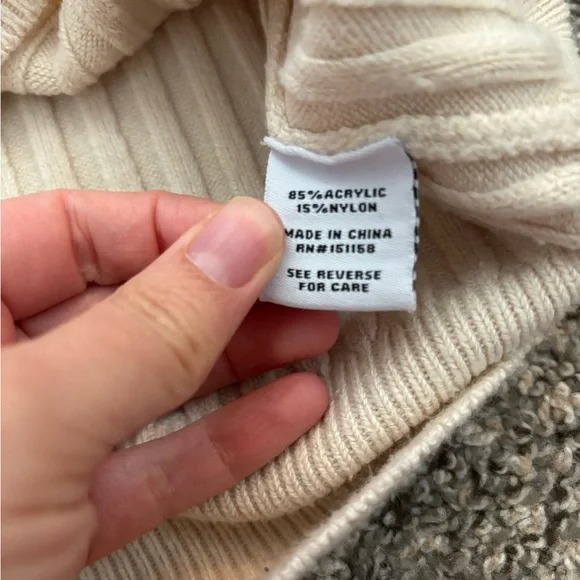 85%ACRYLIC
15%NYLON
MADE IN CHINA
RN#151158
SEE REVERSE
FOR CARE